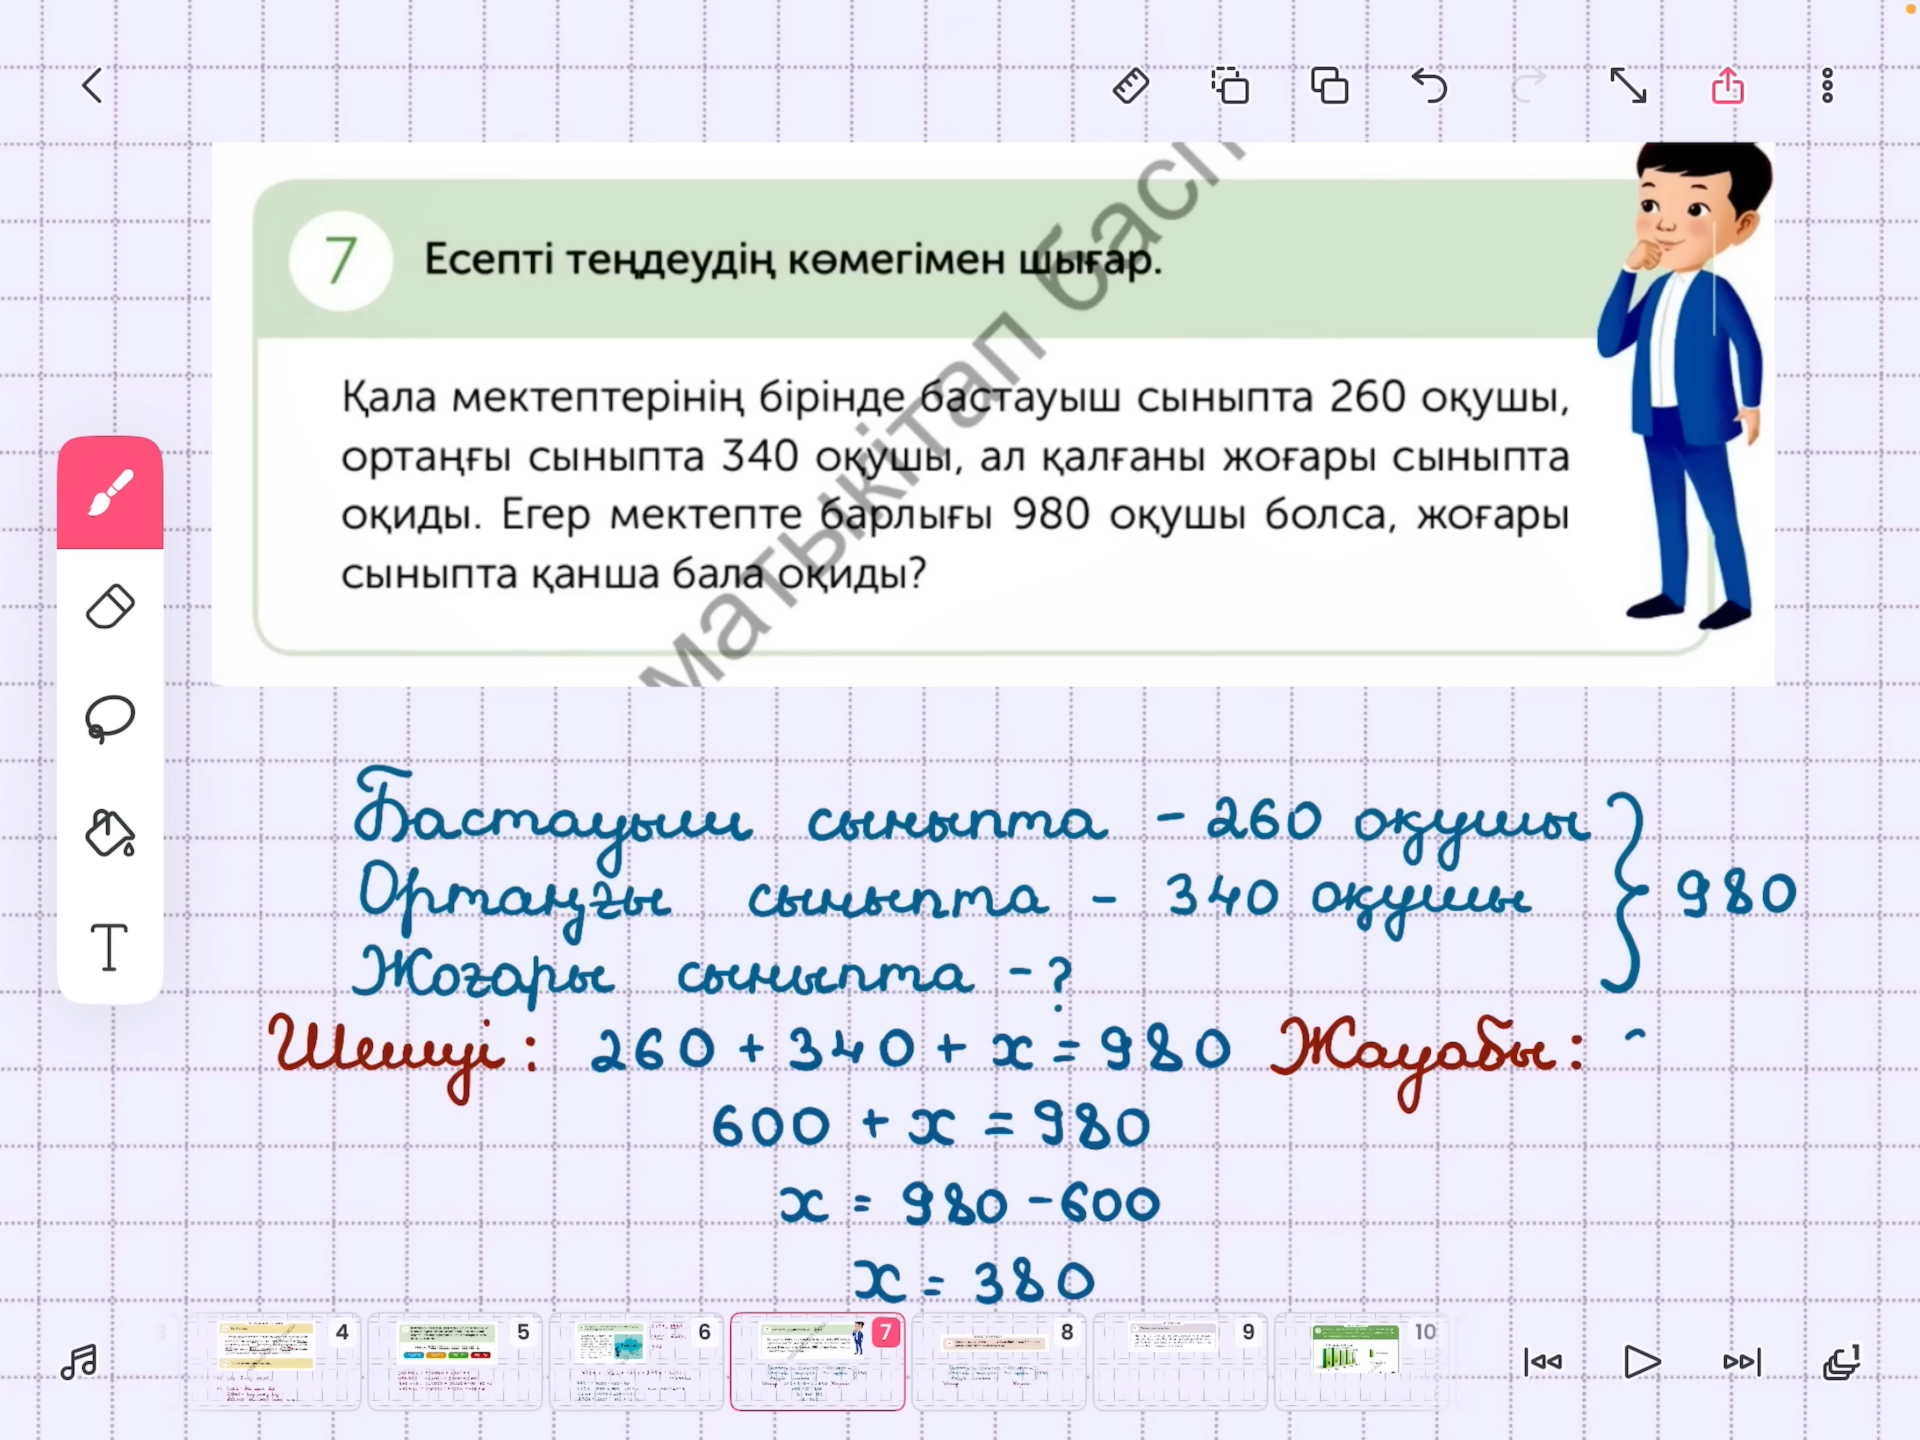 7 Есепті теңдеудің көмегімен шығар.
Қала мектептерінің бірінде бастауыш сыныпта 260 оқушы,
ортаңғы сыныпта 340 оқушы, ал қалғаны жоғары сыныпта
оқиды. Егер мектепте барлығы 980 оқушы болса, жоғары
сыныпта қанша бала оқиды?
матыкітап басп
Бастауыш сыныпта - 260 оқушы
Ортаңғы сыныпта - 340 оқушы } 980
Жоғары сыныпта - ?
Шешуі: 260 + 340 + х = 980 Жауабы:
600 + х = 980
х = 980 - 600
х = 380
T
4 5 6 7 8 9 10
1